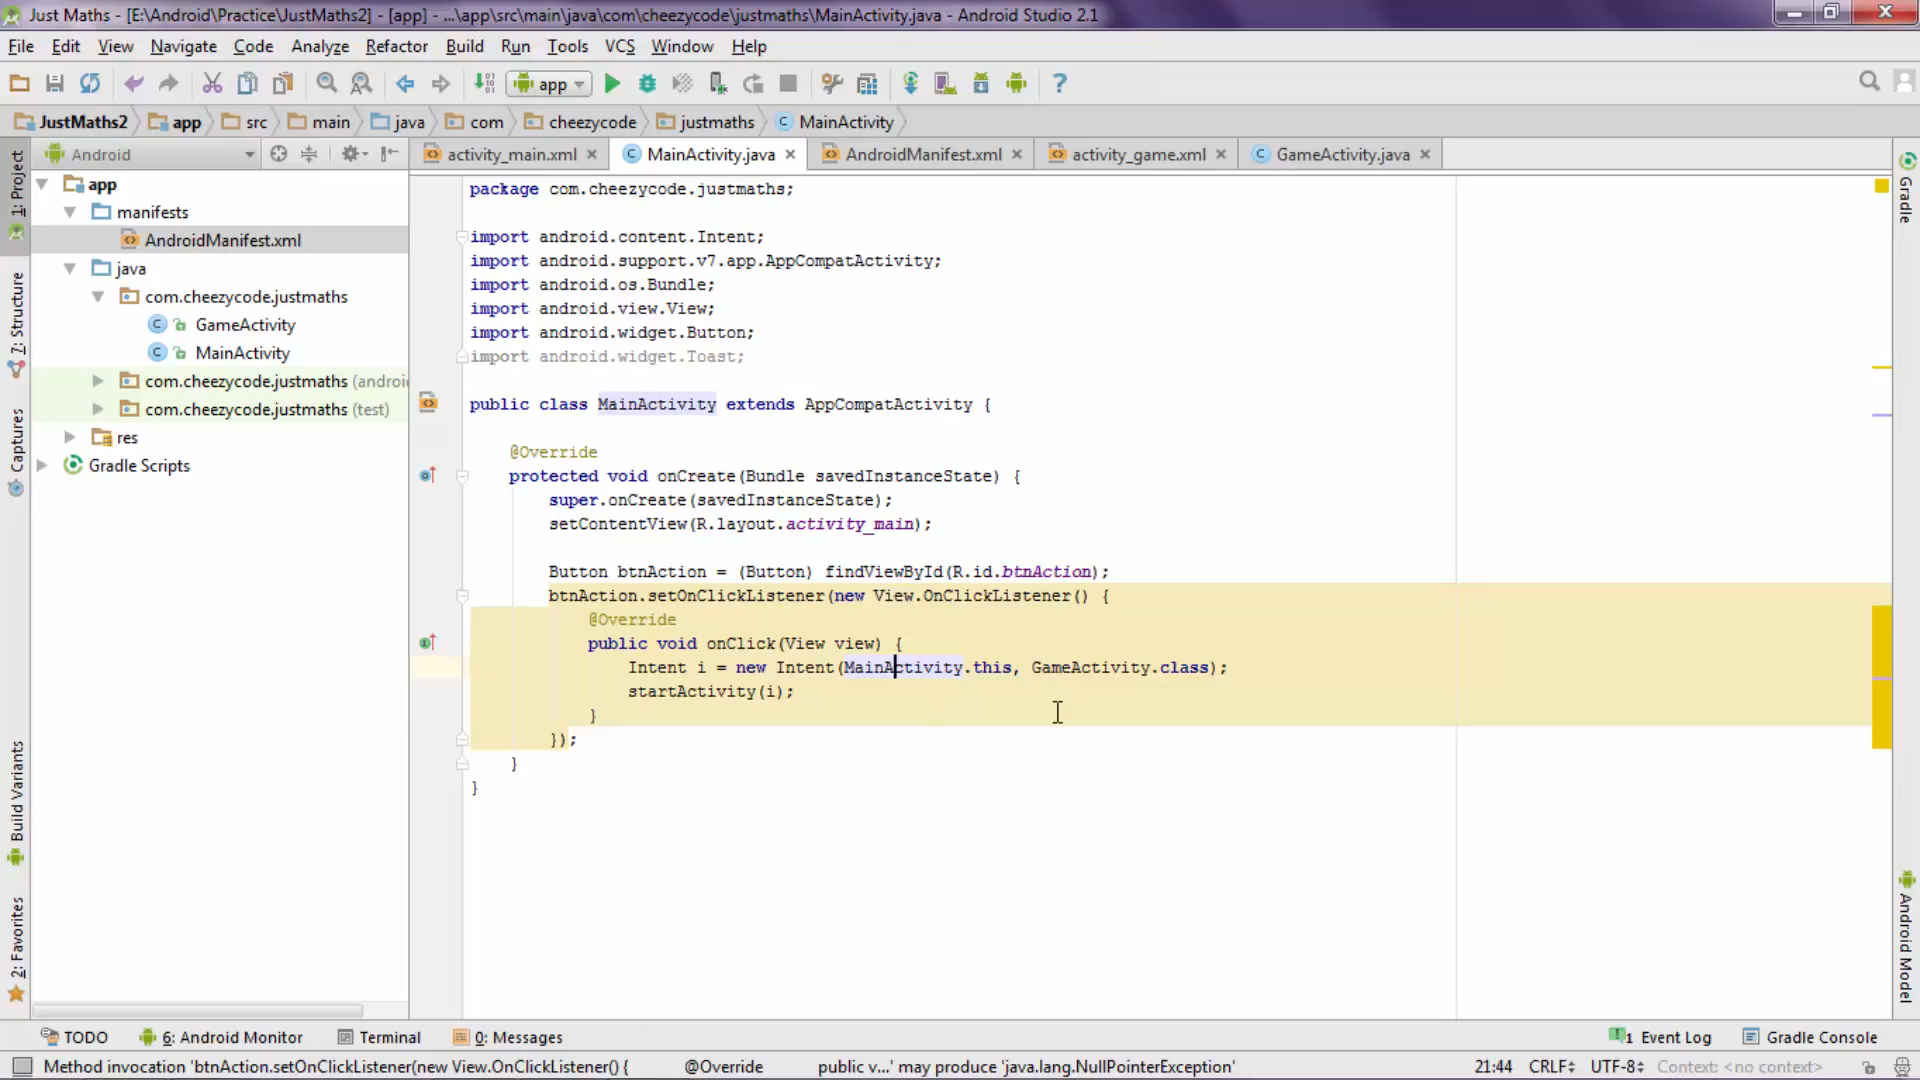 Just Maths - [E:\Android\Practice\JustMaths2] - [app] - ...\app\src\main\java\com\cheezycode\justmaths\MainActivity.java - Android Studio 2.1
File Edit View Navigate Code Analyze Refactor Build Run Tools VCS Window Help
app
JustMaths2 app src main java com cheezycode justmaths MainActivity
Android
activity_main.xml MainActivity.java AndroidManifest.xml activity_game.xml GameActivity.java
1: Project
7: Structure
Captures
Build Variants
2: Favorites
app
manifests
AndroidManifest.xml
java
com.cheezycode.justmaths
GameActivity
MainActivity
com.cheezycode.justmaths (androi
com.cheezycode.justmaths (test)
res
Gradle Scripts
package com.cheezycode.justmaths;
import android.content.Intent;
import android.support.v7.app.AppCompatActivity;
import android.os.Bundle;
import android.view.View;
import android.widget.Button;
import android.widget.Toast;
public class MainActivity extends AppCompatActivity {
@Override
protected void onCreate(Bundle savedInstanceState) {
super.onCreate(savedInstanceState);
setContentView(R.layout.activity_main);
Button btnAction = (Button) findViewById(R.id.btnAction);
btnAction.setOnClickListener(new View.OnClickListener() {
@Override
public void onClick(View view) {
Intent i = new Intent(MainActivity.this, GameActivity.class);
startActivity(i);
}
});
}
}
Gradle
Android Model
TODO 6: Android Monitor Terminal 0: Messages 1 Event Log Gradle Console
Method invocation 'btnAction.setOnClickListener(new View.OnClickListener() { @Override public v...' may produce 'java.lang.NullPointerException' 21:44 CRLF UTF-8 Context: <no context>